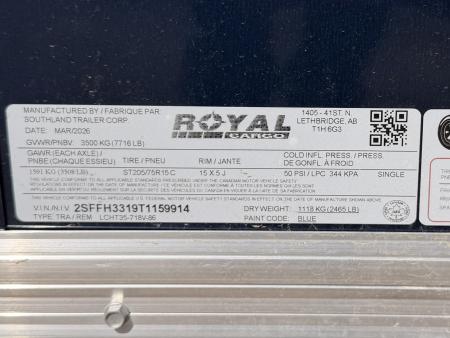 MANUFACTURED BY / FABRIQUE PAR:
SOUTHLAND TRAILER CORP.
DATE: MAR/2026
ROYAL
CARGO
1405 - 41ST. N.
LETHBRIDGE, AB
T1H 6G3
GVWR/PNBV: 3500 KG (7716 LB)
GAWR (EACH AXLE) / PNBE (CHAQUE ESSIEU) TIRE / PNEU RIM / JANTE COLD INFL. PRESS. / PRESS. DE GONFL. À FROID
1591 KG (3508 LB) ST205/75R15 C 15 X 5 J 50 PSI / LPC 344 KPA SINGLE
V.I.N./N.I.V. 2SFFH3319T1159914 DRY WEIGHT: 1118 KG (2465 LB)
TYPE TRA / REM LCHT35-718V-86 PAINT CODE: BLUE